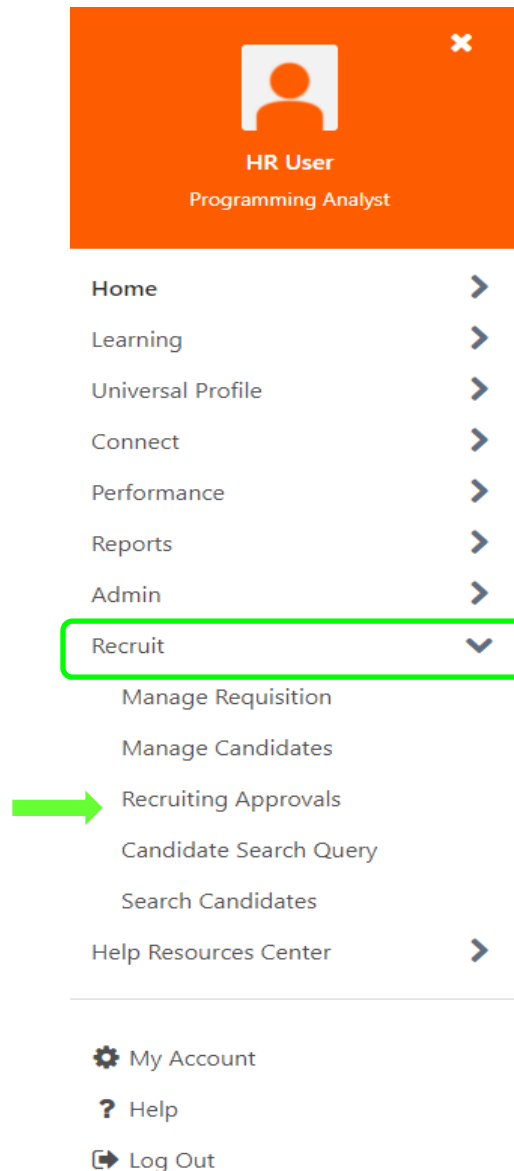 HR User
Programming Analyst
Home
Learning
Universal Profile
Connect
Performance
Reports
Admin
Recruit
Manage Requisition
Manage Candidates
Recruiting Approvals
Candidate Search Query
Search Candidates
Help Resources Center
My Account
? Help
Log Out